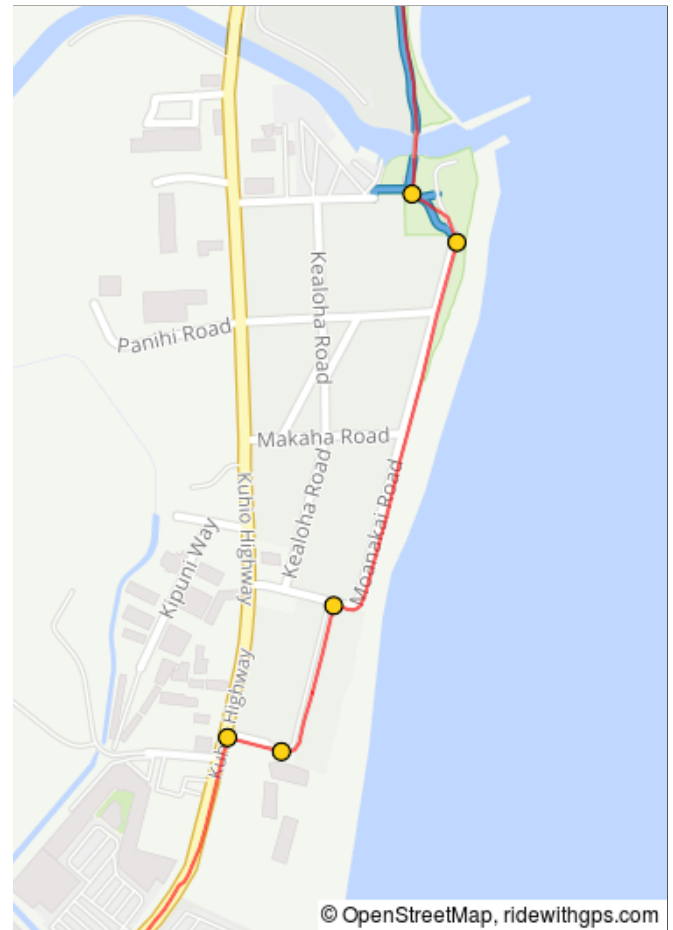 Kealoha Road
Panihi Road
Makaha Road
Kealoha Road
Moanakai Road
Kuhio Highway
Kipuni Way
Kuhio Highway
© OpenStreetMap, ridewithgps.com